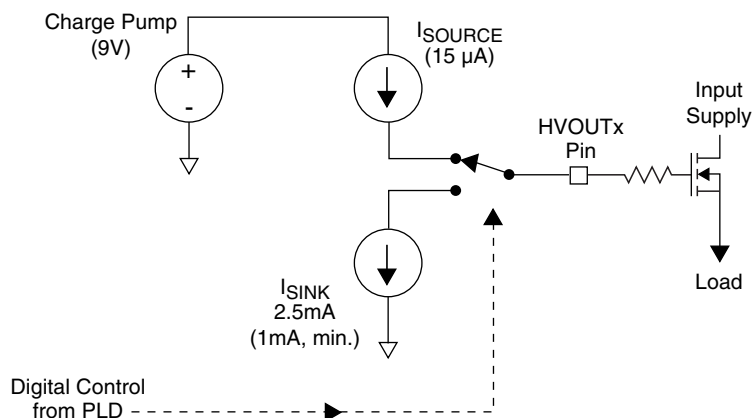 Charge Pump
(9V)
+
-
ISOURCE
(15 µA)
HVOUTx
Pin
Input
Supply
Load
ISINK
2.5mA
(1mA, min.)
Digital Control
from PLD